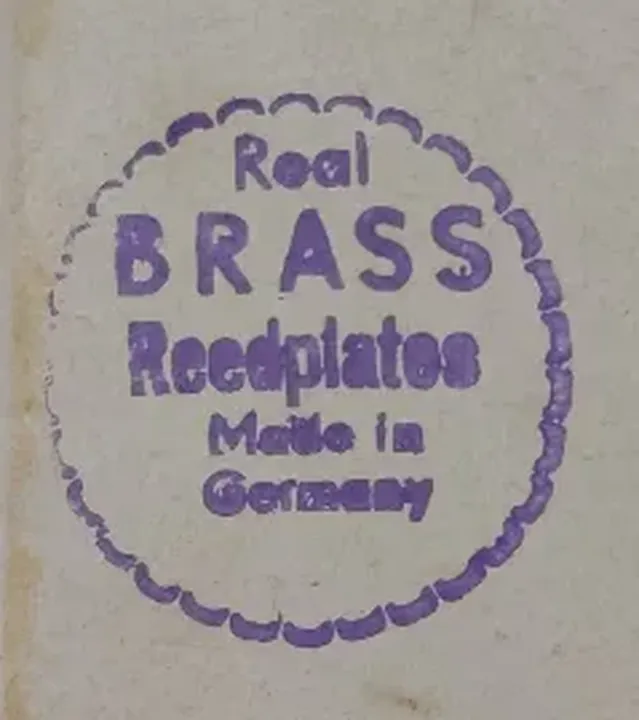 Real
BRASS
Reedplates
Made in
Germany